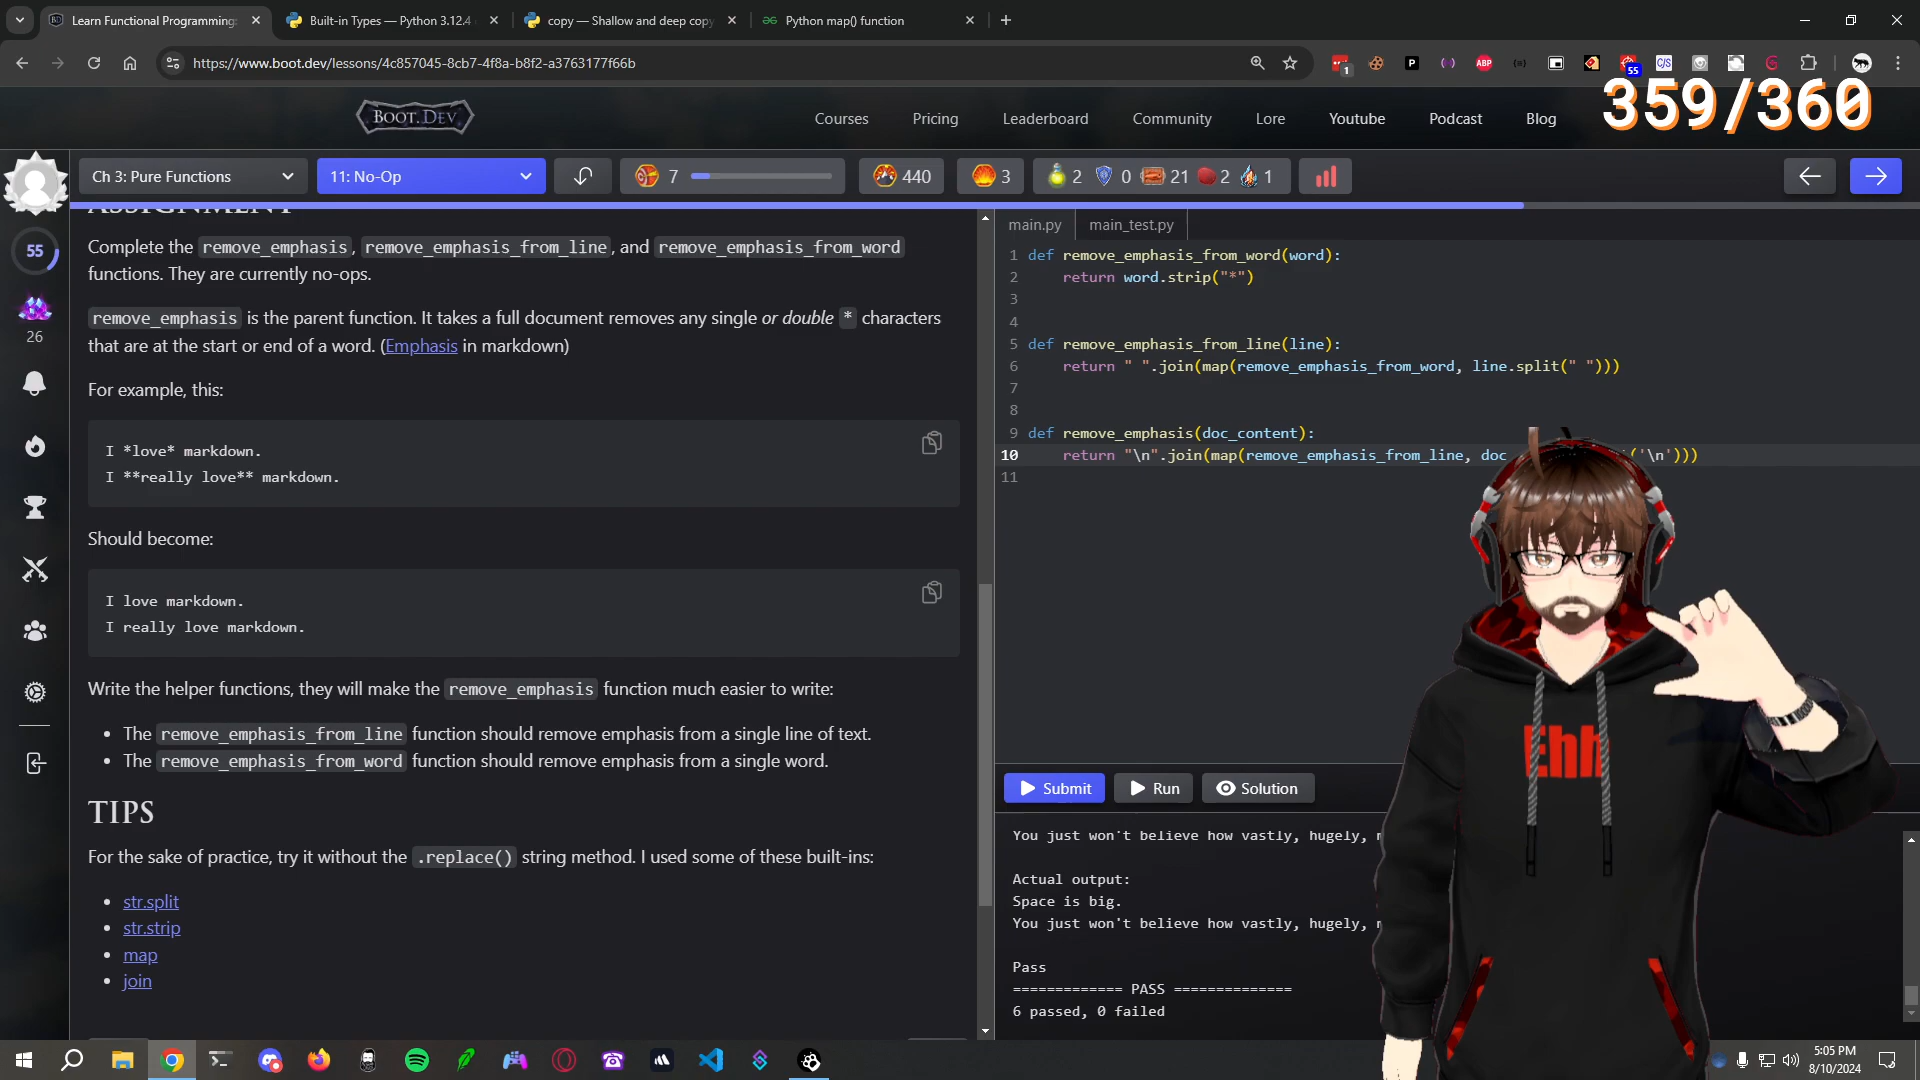 Learn Functional Programming:
Built-in Types — Python 3.12.4
copy — Shallow and deep copy
Python map() function
https://www.boot.dev/lessons/4c857045-8cb7-4f8a-b8f2-a3763177f66b
1
P
ABP
55
C/S
359/360
BOOT.DEV
Courses
Pricing
Leaderboard
Community
Lore
Youtube
Podcast
Blog
Ch 3: Pure Functions
11: No-Op
7
440
3
2
0
21
2
1
55
26
ASSIGNMENT
Complete the remove_emphasis, remove_emphasis_from_line, and remove_emphasis_from_word
functions. They are currently no-ops.
remove_emphasis is the parent function. It takes a full document removes any single or double * characters
that are at the start or end of a word. (Emphasis in markdown)
For example, this:
I *love* markdown.
I **really love** markdown.
Should become:
I love markdown.
I really love markdown.
Write the helper functions, they will make the remove_emphasis function much easier to write:
• The remove_emphasis_from_line function should remove emphasis from a single line of text.
• The remove_emphasis_from_word function should remove emphasis from a single word.
TIPS
For the sake of practice, try it without the .replace() string method. I used some of these built-ins:
• str.split
• str.strip
• map
• join
main.py
main_test.py
1 def remove_emphasis_from_word(word):
2 return word.strip("*")
3
4
5 def remove_emphasis_from_line(line):
6 return " ".join(map(remove_emphasis_from_word, line.split(" ")))
7
8
9 def remove_emphasis(doc_content):
10 return "\n".join(map(remove_emphasis_from_line, doc ('\n')))
11
Submit
Run
Solution
You just won't believe how vastly, hugely,
Actual output:
Space is big.
You just won't believe how vastly, hugely,
Pass
============= PASS ==============
6 passed, 0 failed
Ehh
5:05 PM
8/10/2024